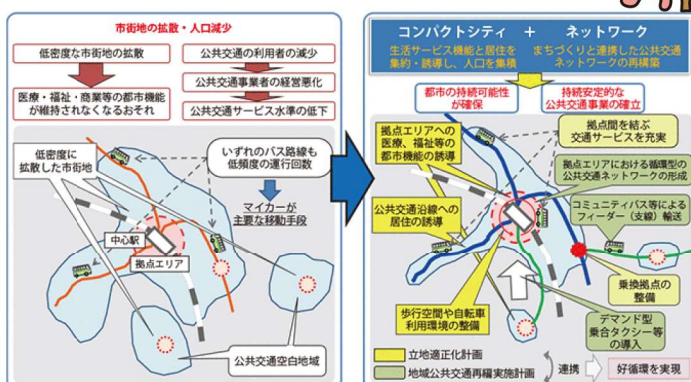 市街地の拡散・人口減少
低密度な市街地の拡散
医療・福祉・商業等の都市機能
が維持されなくなるおそれ
公共交通の利用者の減少
公共交通事業者の経営悪化
公共交通サービス水準の低下
低密度に
拡散した市街地
いずれのバス路線も
低頻度の運行回数
マイカーが
主要な移動手段
中心駅
拠点エリア
公共交通空白地域
コンパクトシティ + ネットワーク
生活サービス機能と居住を
集約・誘導し、人口を集積
まちづくりと連携した公共交通
ネットワークの再構築
都市の持続可能性
が確保
持続安定的な
公共交通事業の確立
拠点エリアへの
医療、福祉等の
都市機能の誘導
拠点間を結ぶ
交通サービスを充実
拠点エリアにおける循環型の
公共交通ネットワークの形成
公共交通沿線への
居住の誘導
コミュニティバス等による
フィーダー(支線)輸送
乗換拠点の
整備
歩行空間や自転車
利用環境の整備
デマンド型
乗合タクシー等
の導入
立地適正化計画
地域公共交通再編実施計画
連携
好循環を実現